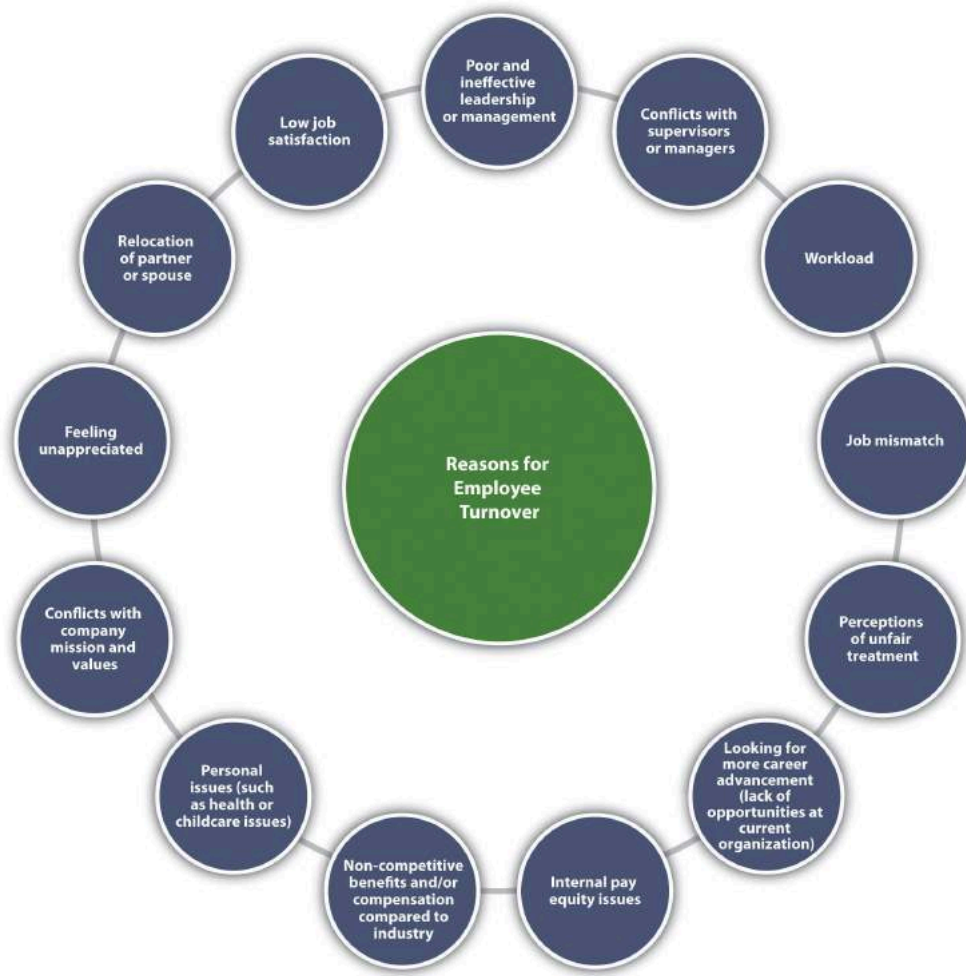 Poor and
ineffective
leadership
or management
Conflicts with
supervisors
or managers
Workload
Job mismatch
Perceptions
of unfair
treatment
Looking for
more career
advancement
(lack of
opportunities at
current
organization)
Internal pay
equity issues
Non-competitive
benefits and/or
compensation
compared to
industry
Personal
issues (such
as health or
childcare issues)
Conflicts with
company
mission and
values
Feeling
unappreciated
Relocation
of partner
or spouse
Low job
satisfaction
Reasons for
Employee
Turnover